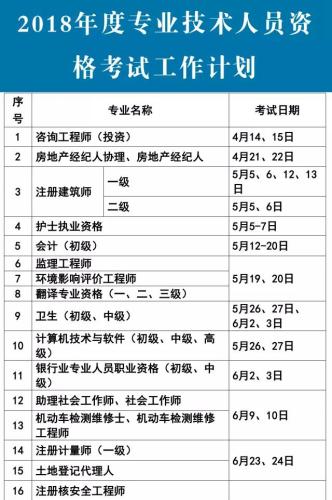 2018年度专业技术人员资
格考试工作计划
序号 专业名称 考试日期
1 咨询工程师（投资） 4月14、15日
2 房地产经纪人协理、房地产经纪人 4月21、22日
3 注册建筑师 一级 5月5、6、12、13日
二级 5月5、6日
4 护士执业资格 5月5-7日
5 会计（初级） 5月12-20日
6 监理工程师 5月19、20日
7 环境影响评价工程师
8 翻译专业资格（一、二、三级）
9 卫生（初级、中级） 5月26、27日、
6月2、3日
10 计算机技术与软件（初级、中级、高
级） 5月26、27日
11 银行业专业人员职业资格（初级、中
级） 6月2、3日
12 助理社会工作师、社会工作师 6月9、10日
13 机动车检测维修士、机动车检测维修
工程师
14 注册计量师（一级） 6月23、24日
15 土地登记代理人
16 注册核安全工程师